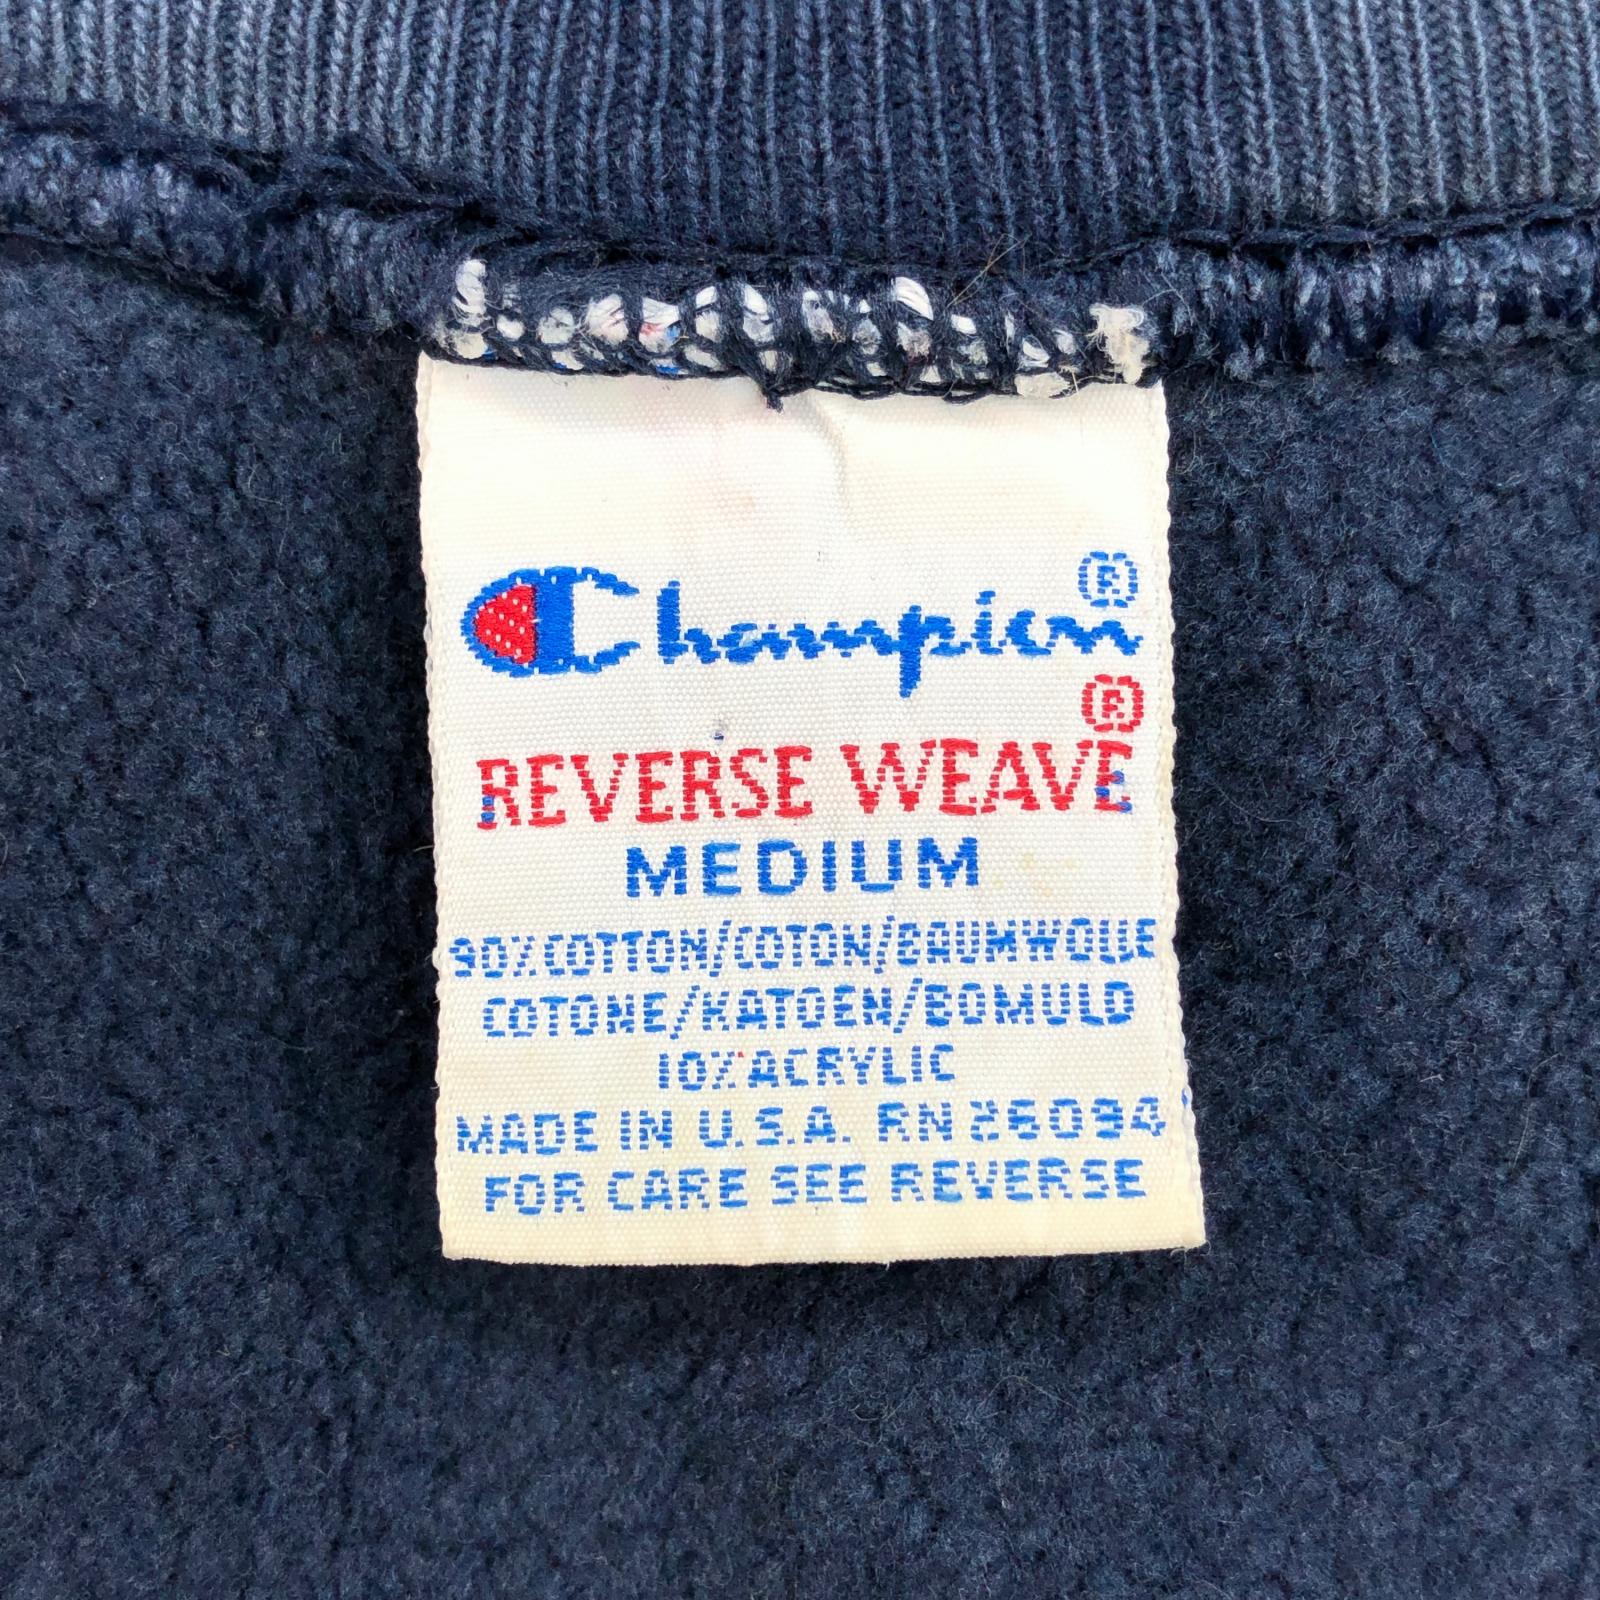 Champion ®
®
REVERSE WEAVE
MEDIUM
90% COTTON/COTON/BAUMWOLLE
COTONE/KATOEN/BOMULD
10% ACRYLIC
MADE IN U.S.A. RN 26094
FOR CARE SEE REVERSE